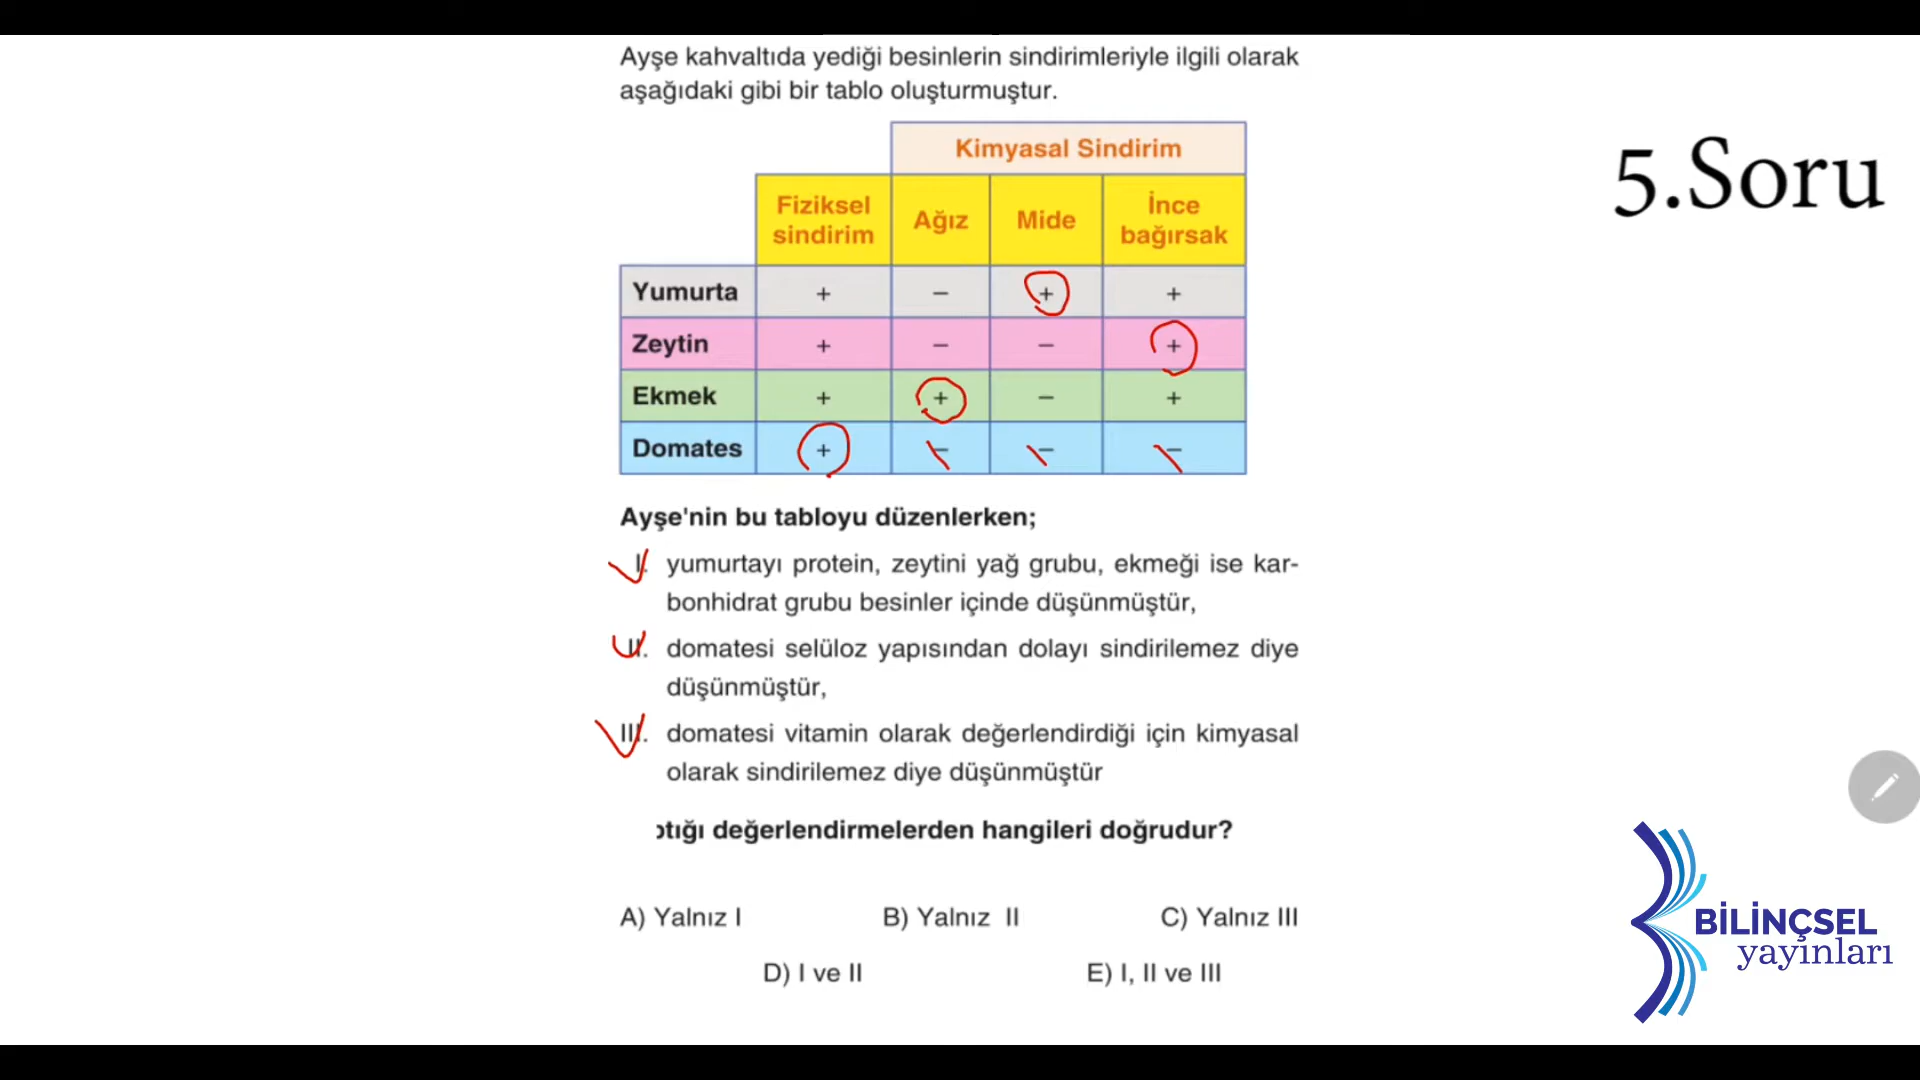 Ayşe kahvaltıda yediği besinlerin sindirimleriyle ilgili olarak
aşağıdaki gibi bir tablo oluşturmuştur.
5.Soru
Kimyasal Sindirim
Fiziksel sindirim Ağız Mide İnce bağırsak
Yumurta + − + +
Zeytin + − − +
Ekmek + + − +
Domates + − − −
Ayşe'nin bu tabloyu düzenlerken;
I. yumurtayı protein, zeytini yağ grubu, ekmeği ise kar-
bonhidrat grubu besinler içinde düşünmüştür,
II. domatesi selüloz yapısından dolayı sindirilemez diye
düşünmüştür,
III. domatesi vitamin olarak değerlendirdiği için kimyasal
olarak sindirilemez diye düşünmüştür
değerlendirmelerden hangileri doğrudur?
A) Yalnız I B) Yalnız II C) Yalnız III
D) I ve II E) I, II ve III
BİLİNÇSEL
yayınları